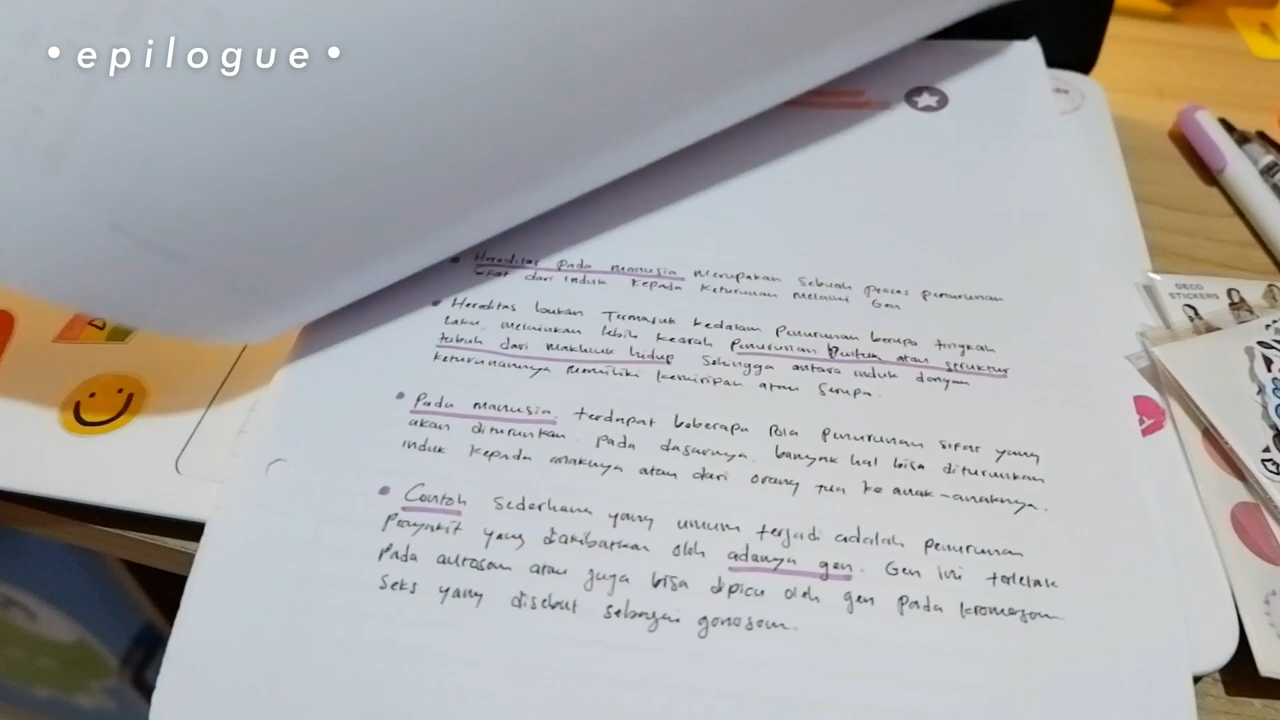 • epilogue •
• Hereditas pada manusia merupakan sebuah proses penurunan
sifat dari induk kepada keturunan melalui gen
• Hereditas bukan termasuk kedalam penurunan berupa tingkah
laku, melainkan lebih kearah penurunan bentuk atau struktur
tubuh dari makhluk hidup sehingga antara induk dengan
keturunannya memiliki kemiripan atau serupa.
• Pada manusia, terdapat beberapa pola penurunan sifat yang
akan diturunkan. Pada dasarnya, banyak hal bisa diturunkan
induk kepada anaknya atau dari orang tua ke anak-anaknya.
• Contoh sederhana yang umum terjadi adalah penurunan
penyakit yang diakibatkan oleh adanya gen. Gen ini terletak
pada autosom atau juga bisa dipicu oleh gen pada kromosom
seks yang disebut sebagai gonosom.
DECO
STICKERS